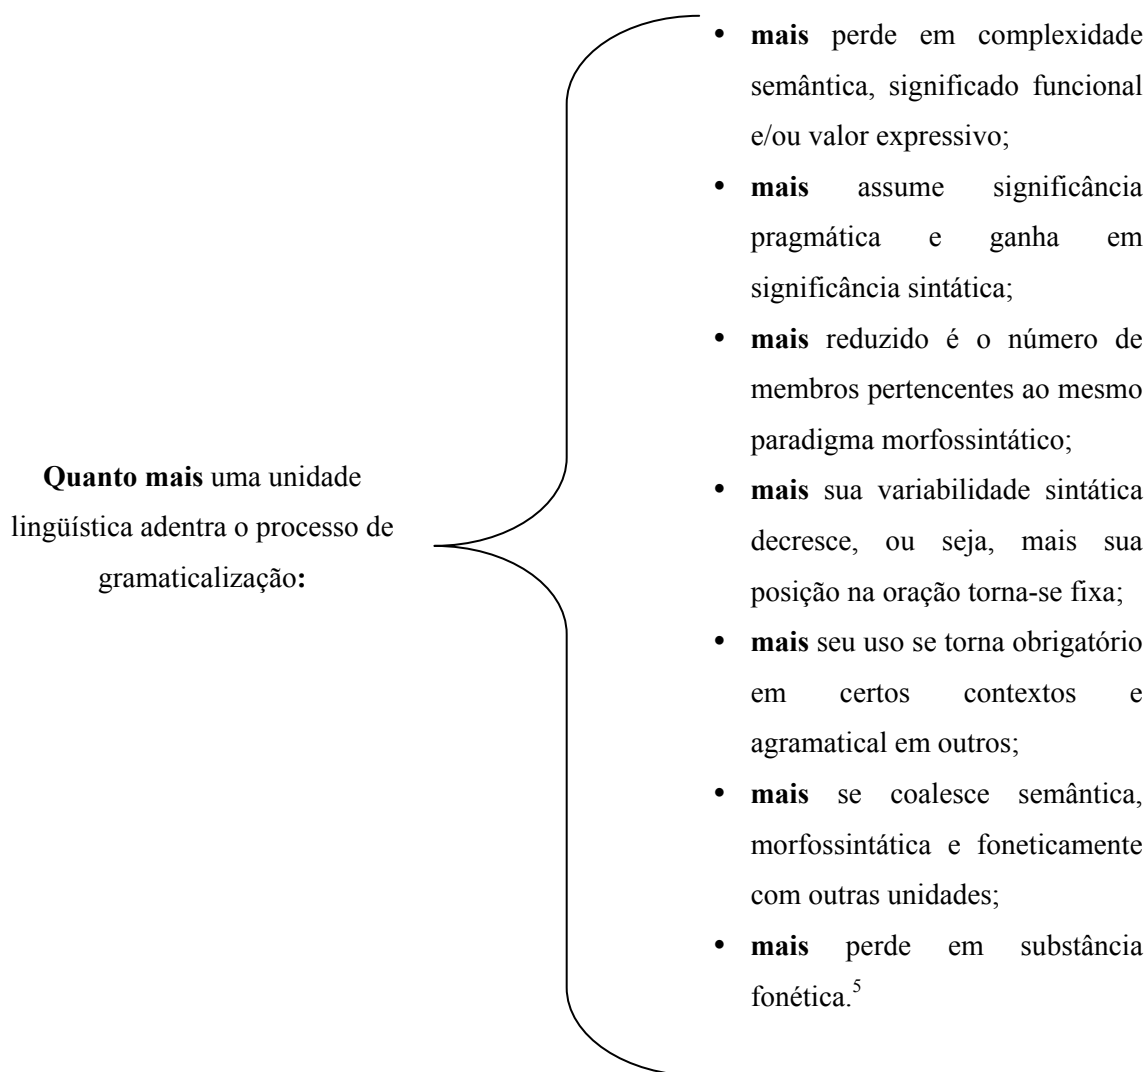 Quanto mais uma unidade
lingüística adentra o processo de
gramaticalização:
• mais perde em complexidade
semântica, significado funcional
e/ou valor expressivo;
• mais assume significância
pragmática e ganha em
significância sintática;
• mais reduzido é o número de
membros pertencentes ao mesmo
paradigma morfossintático;
• mais sua variabilidade sintática
decresce, ou seja, mais sua
posição na oração torna-se fixa;
• mais seu uso se torna obrigatório
em certos contextos e
agramatical em outros;
• mais se coalesce semântica,
morfossintática e foneticamente
com outras unidades;
• mais perde em substância
fonética.5